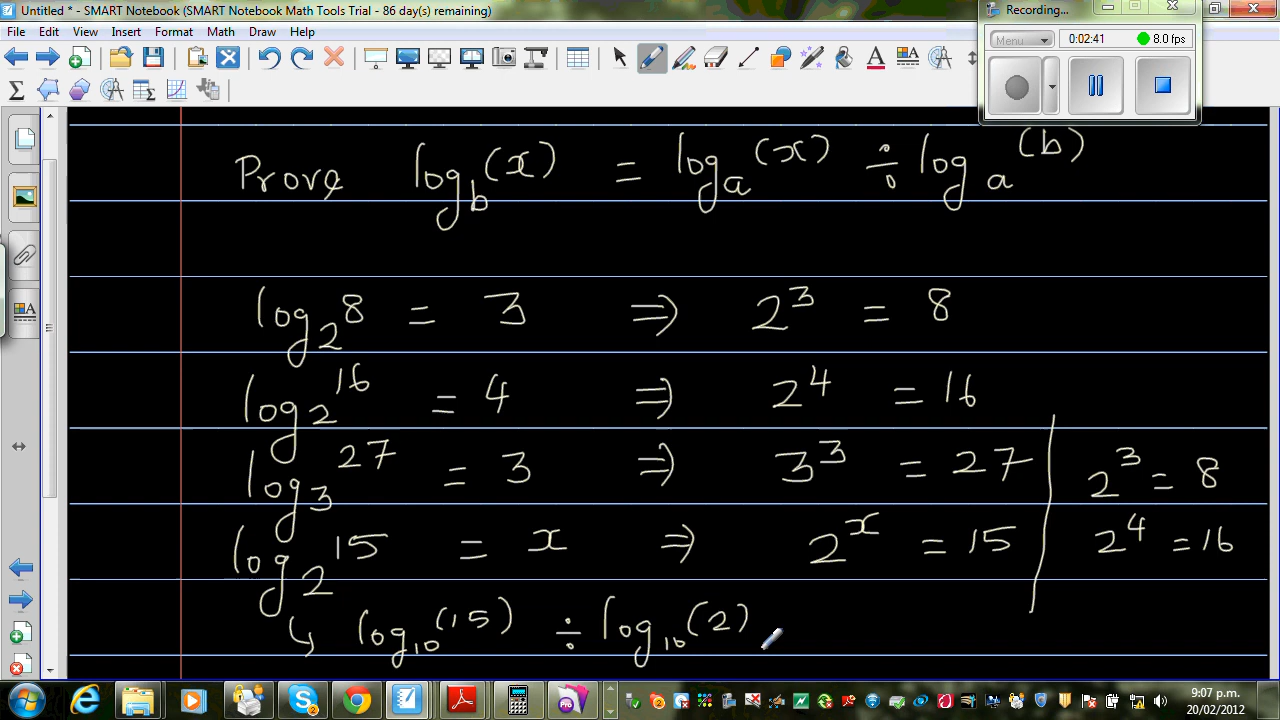 Untitled * - SMART Notebook (SMART Notebook Math Tools Trial - 86 day(s) remaining)
Recording...
File Edit View Insert Format Math Tools Draw Help
Menu 0:02:41 8.0 fps
Prove log_b(x) = log_a(x) ÷ log_a(b)
log_2 8 = 3 ⇒ 2^3 = 8
log_2 16 = 4 ⇒ 2^4 = 16
log_3 27 = 3 ⇒ 3^3 = 27 2^3 = 8
log_2 15 = x ⇒ 2^x = 15 2^4 = 16
↳ log_10(15) ÷ log_10(2)
9:07 p.m.
20/02/2012